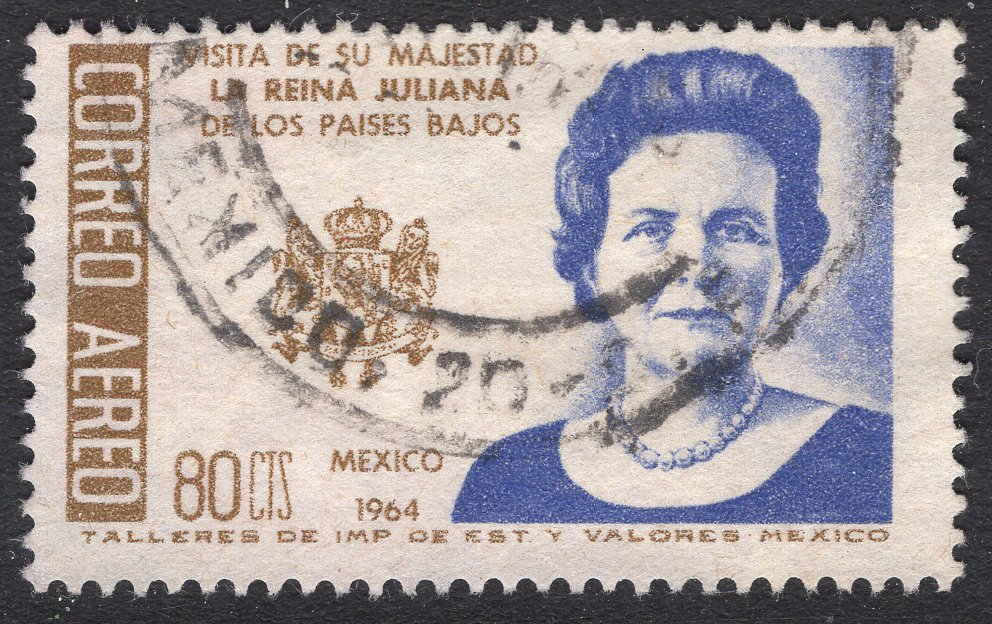 CORREO AEREO
VISITA DE SU MAJESTAD
LA REINA JULIANA
DE LOS PAISES BAJOS
80 CTS
MEXICO
1964
TALLERES DE IMP DE EST Y VALORES · MEXICO
20